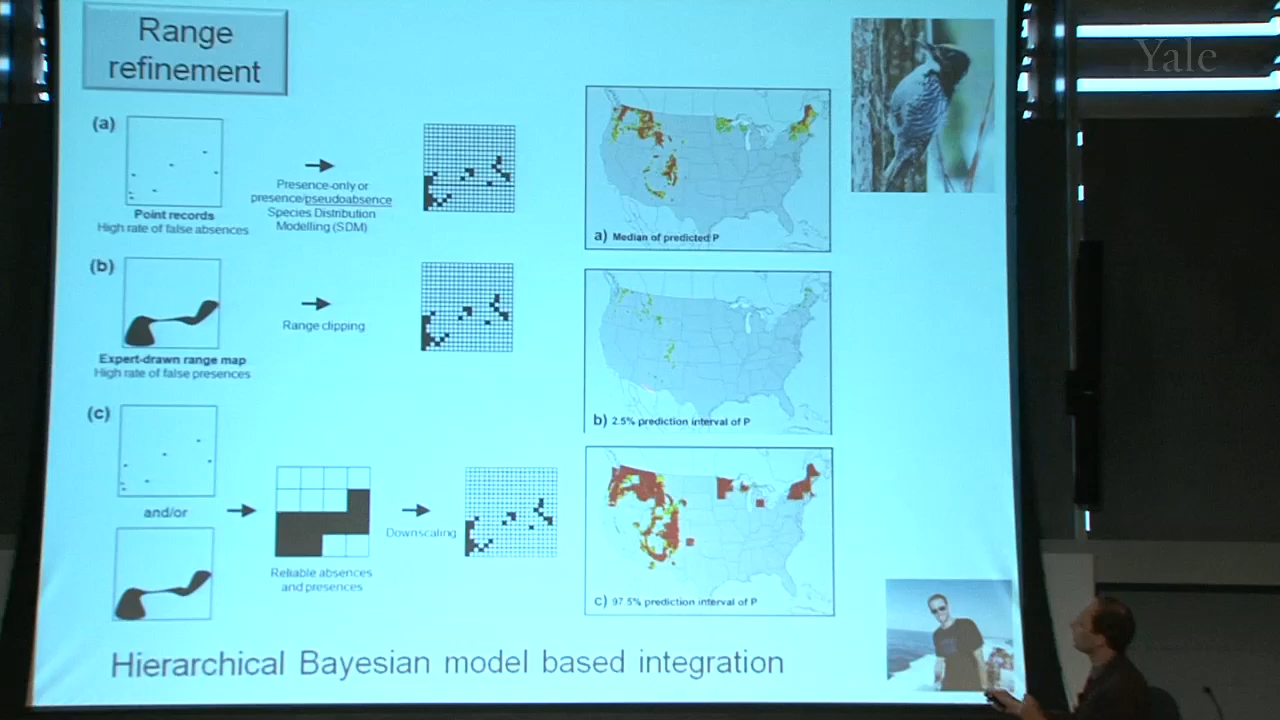 Range
refinement
Yale
(a)
Presence-only or
presence/pseudoabsence
Species Distribution
Modelling (SDM)
Point records
High rate of false absences
a) Median of predicted P
(b)
Range clipping
Expert-drawn range map
High rate of false presences
b) 2.5% prediction interval of P
(c)
and/or
Downscaling
Reliable absences
and presences
c) 97.5% prediction interval of P
Hierarchical Bayesian model based integration